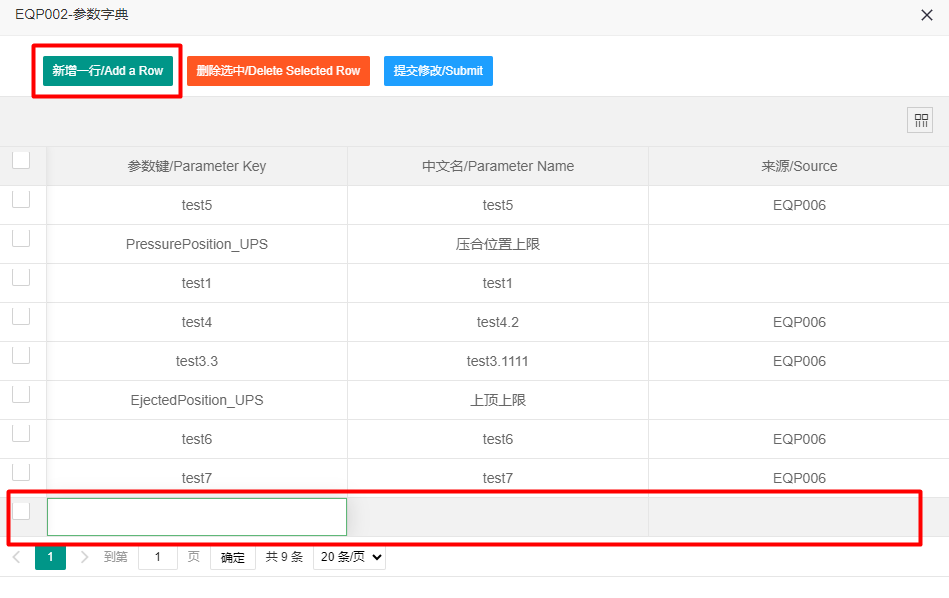 EQP002-参数字典
新增一行/Add a Row 删除选中/Delete Selected Row 提交修改/Submit
参数键/Parameter Key 中文名/Parameter Name 来源/Source
test5 test5 EQP006
PressurePosition_UPS 压合位置上限
test1 test1
test4 test4.2 EQP006
test3.3 test3.1111 EQP006
EjectedPosition_UPS 上顶上限
test6 test6 EQP006
test7 test7 EQP006
1 到第 1 页 确定 共 9 条 20 条/页